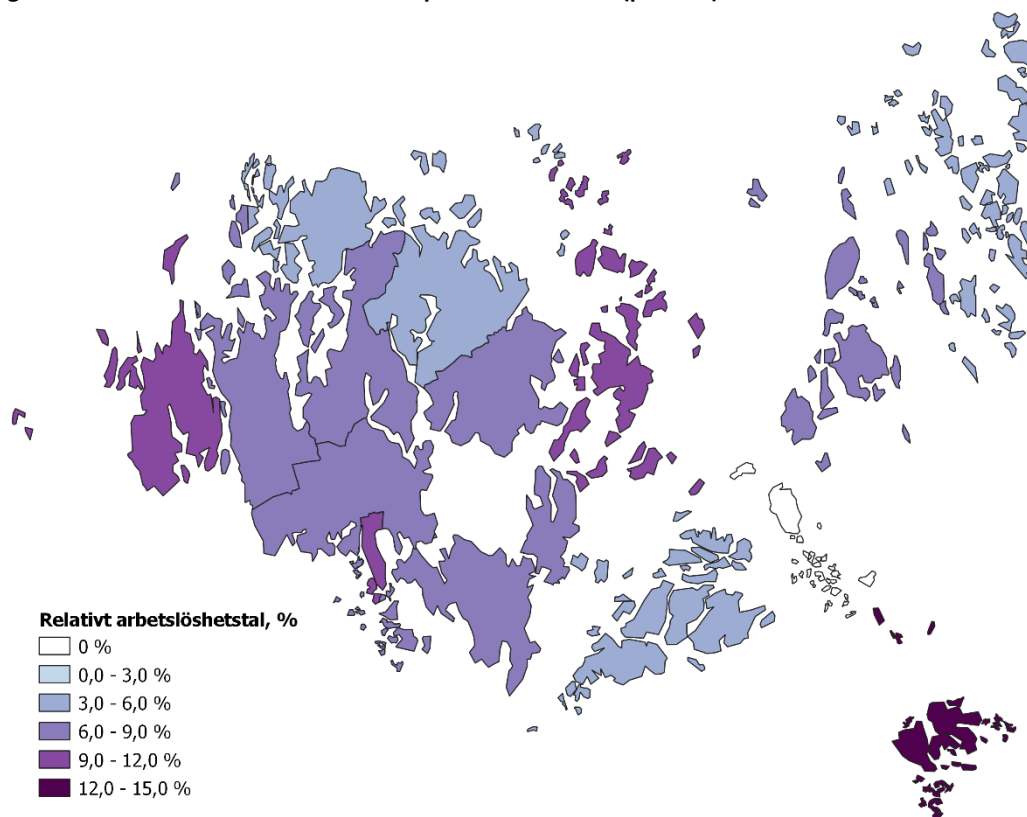 Relativt arbetslöshetstal, %
0 %
0,0 - 3,0 %
3,0 - 6,0 %
6,0 - 9,0 %
9,0 - 12,0 %
12,0 - 15,0 %